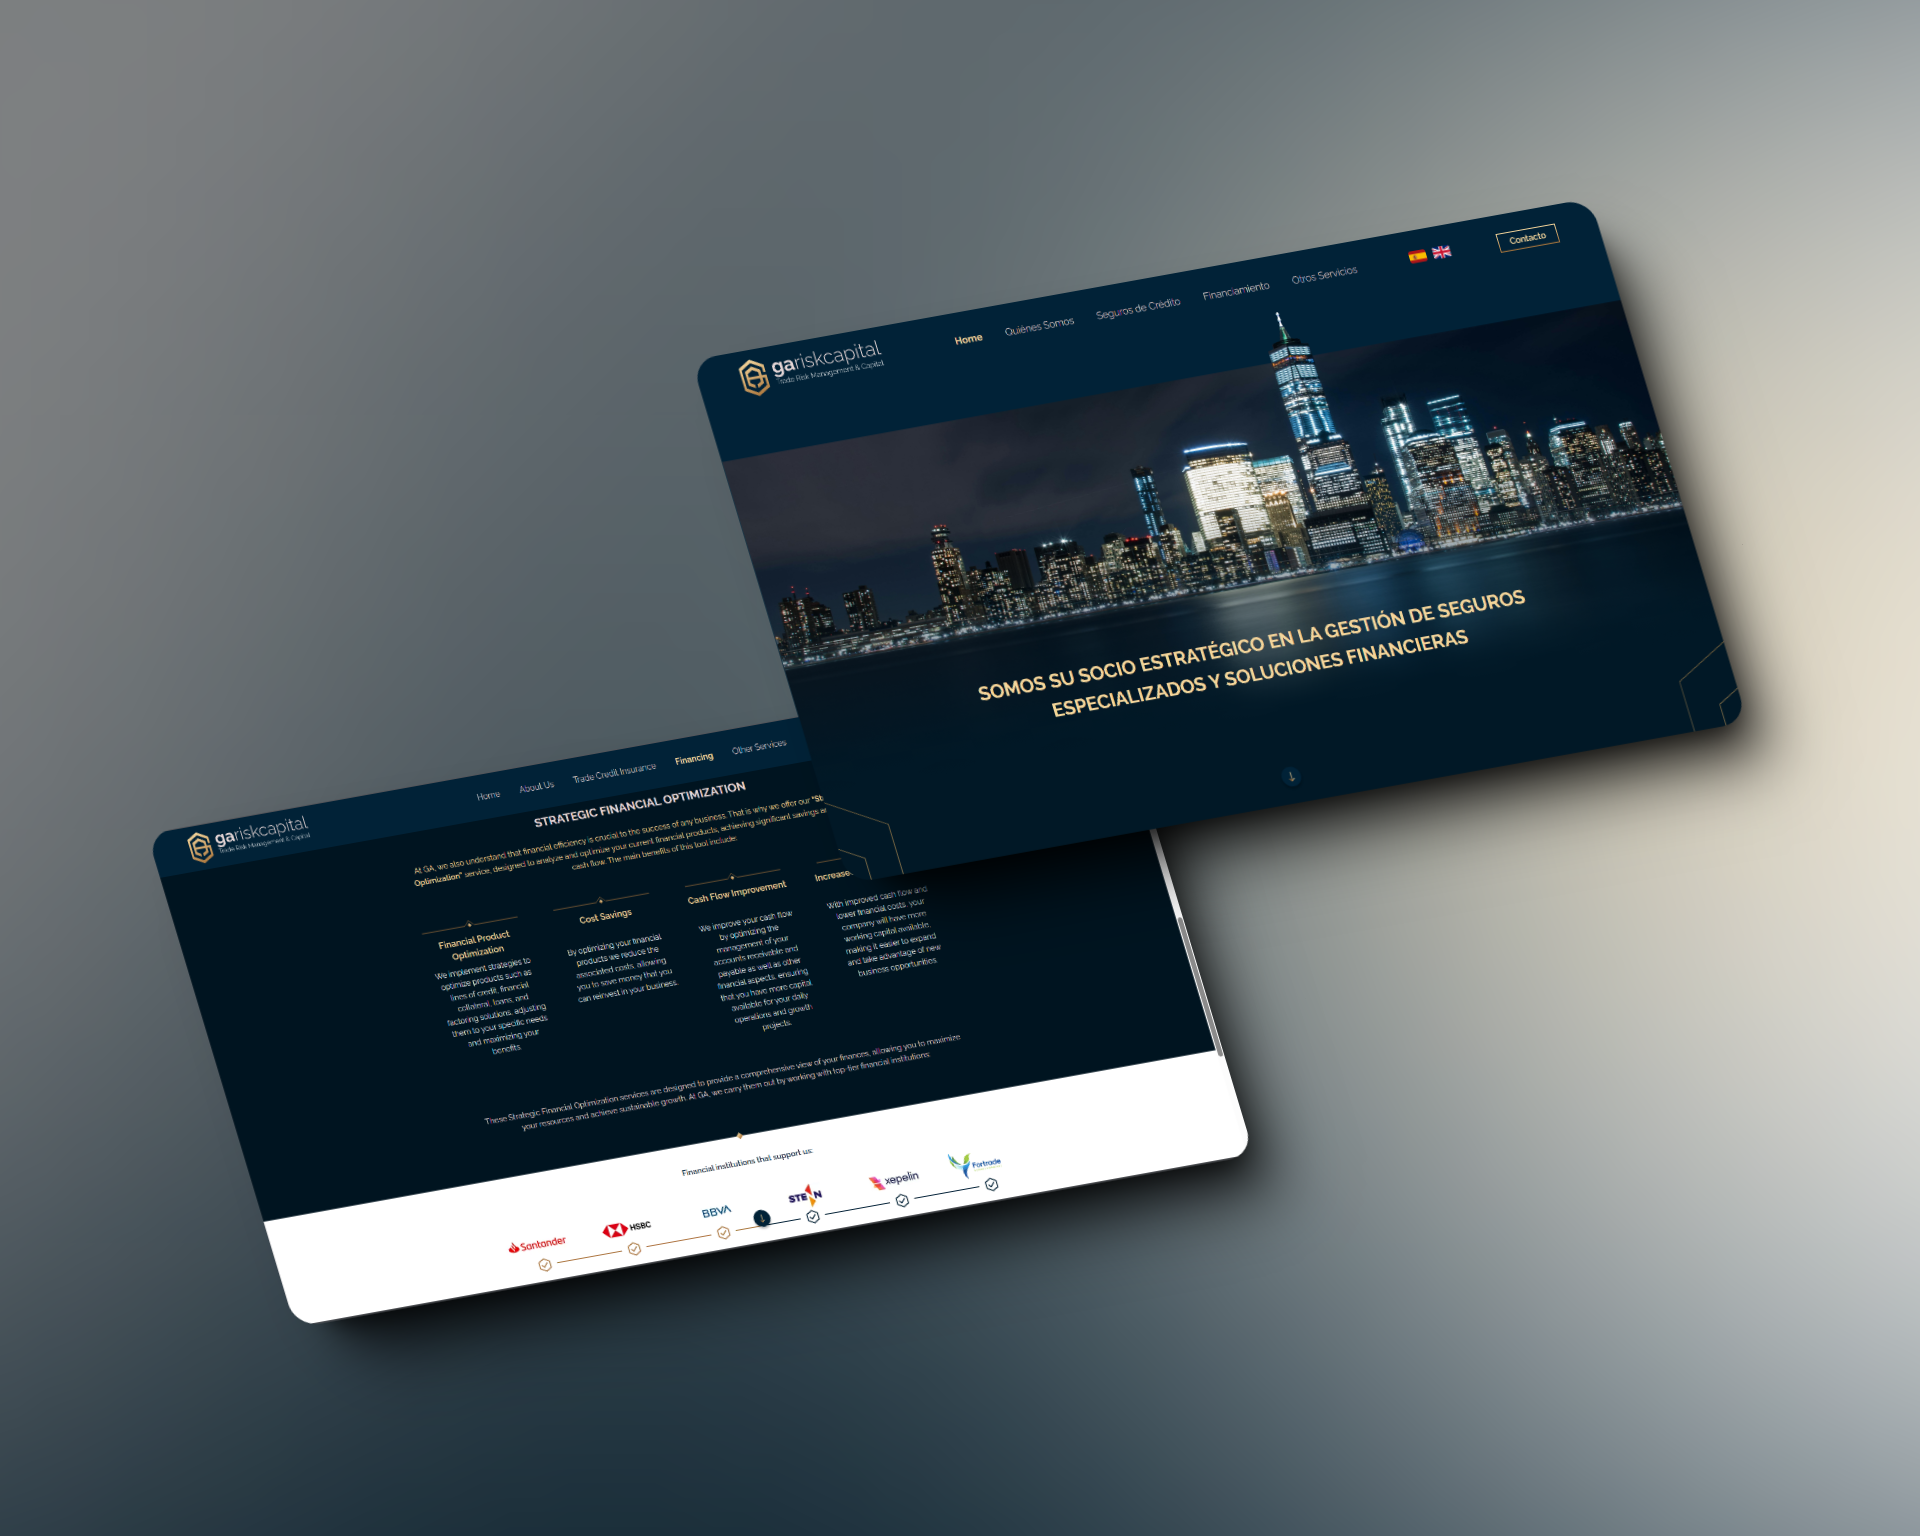 gariskcapital
Trade Risk Management & Capital
Home
Quiénes Somos
Seguros de Crédito
Financiamiento
Otros Servicios
Contacto
SOMOS SU SOCIO ESTRATÉGICO EN LA GESTIÓN DE SEGUROS
ESPECIALIZADOS Y SOLUCIONES FINANCIERAS
gariskcapital
Trade Risk Management & Capital
Home
About Us
Trade Credit Insurance
Financing
Other Services
STRATEGIC FINANCIAL OPTIMIZATION
At GA, we also understand that financial efficiency is crucial to the success of any business. That is why we offer our "St
Optimization" service, designed to analyze and optimize your current financial products, achieving significant savings a
cash flow. The main benefits of this tool include:
Financial Product
Optimization
We implement strategies to
optimize products such as
lines of credit, financial
collateral, loans, and
factoring solutions, adjusting
them to your specific needs
and maximizing your
benefits.
Cost Savings
By optimizing your financial
products we reduce the
associated costs, allowing
you to save money that you
can reinvest in your business.
Cash Flow Improvement
We improve your cash flow
by optimizing the
management of your
accounts receivable and
payable as well as other
financial aspects, ensuring
that you have more capital
available for your daily
operations and growth
projects.
Increase
With improved cash flow and
lower financial costs, your
company will have more
working capital available,
making it easier to expand
and take advantage of new
business opportunities.
These Strategic Financial Optimization services are designed to provide a comprehensive view of your finances, allowing you to maximize
your resources and achieve sustainable growth. At GA, we carry them out by working with top-tier financial institutions:
Financial institutions that support us:
Santander
HSBC
BBVA
xepelin
Fortrade